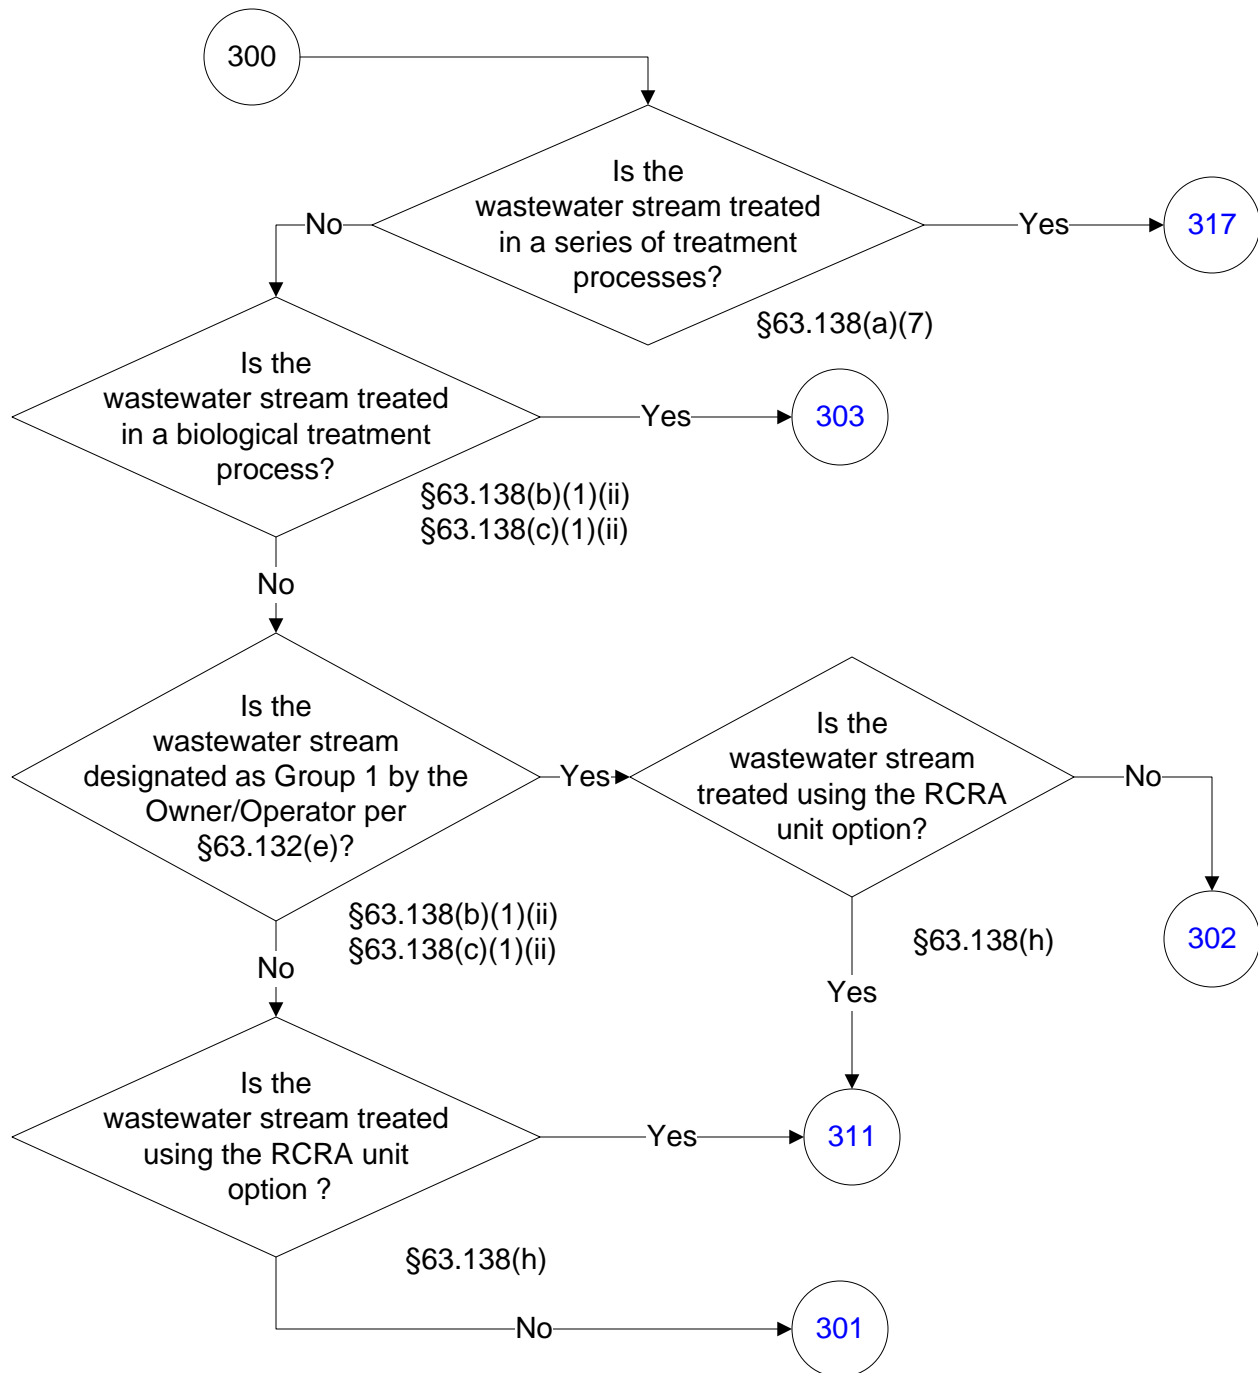 300
Is the
wastewater stream treated
in a series of treatment
processes?
No
Yes
317
§63.138(a)(7)
Is the
wastewater stream treated
in a biological treatment
process?
Yes
303
§63.138(b)(1)(ii)
§63.138(c)(1)(ii)
No
Is the
wastewater stream
designated as Group 1 by the
Owner/Operator per
§63.132(e)?
Yes
Is the
wastewater stream
treated using the RCRA
unit option?
No
302
§63.138(b)(1)(ii)
§63.138(c)(1)(ii)
§63.138(h)
No
Yes
Is the
wastewater stream treated
using the RCRA unit
option ?
Yes
311
§63.138(h)
No
301